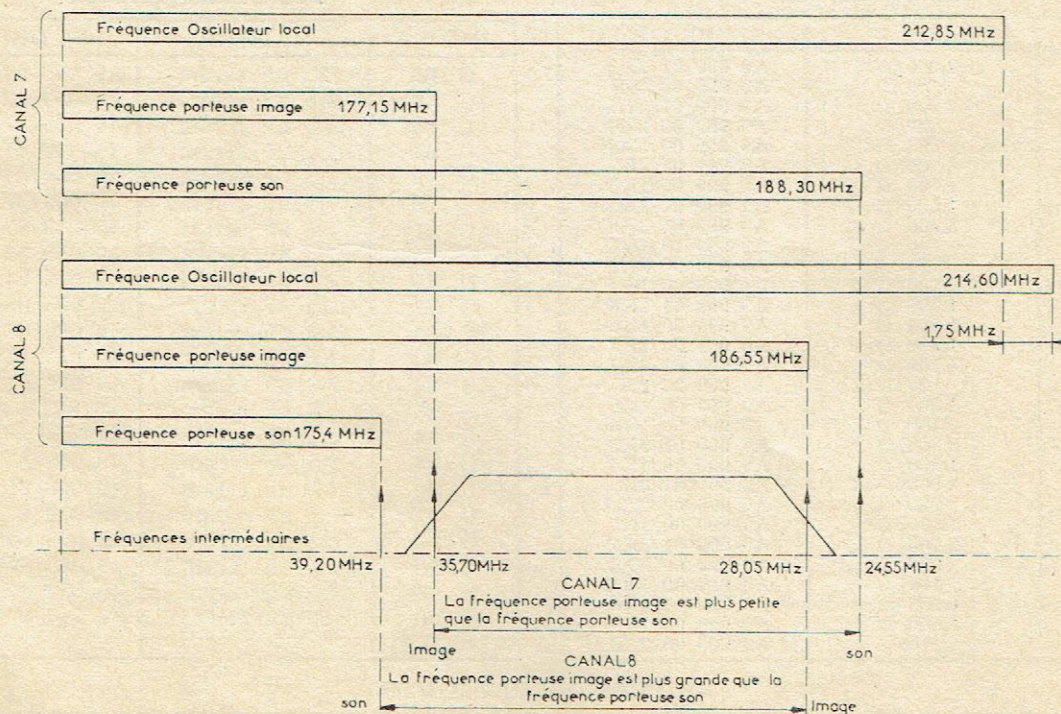 CANAL 7
Fréquence Oscillateur local 212,85 MHz
Fréquence porteuse image 177,15 MHz
Fréquence porteuse son 188,30 MHz
CANAL 8
Fréquence Oscillateur local 214,60 MHz
1,75 MHz
Fréquence porteuse image 186,55 MHz
Fréquence porteuse son 175,4 MHz
Fréquences intermédiaires
39,20 MHz 35,70MHz 28,05 MHz 24,55 MHz
CANAL 7
La fréquence porteuse image est plus petite
que la fréquence porteuse son
Image son
CANAL 8
La fréquence porteuse image est plus grande que la
fréquence porteuse son
son Image